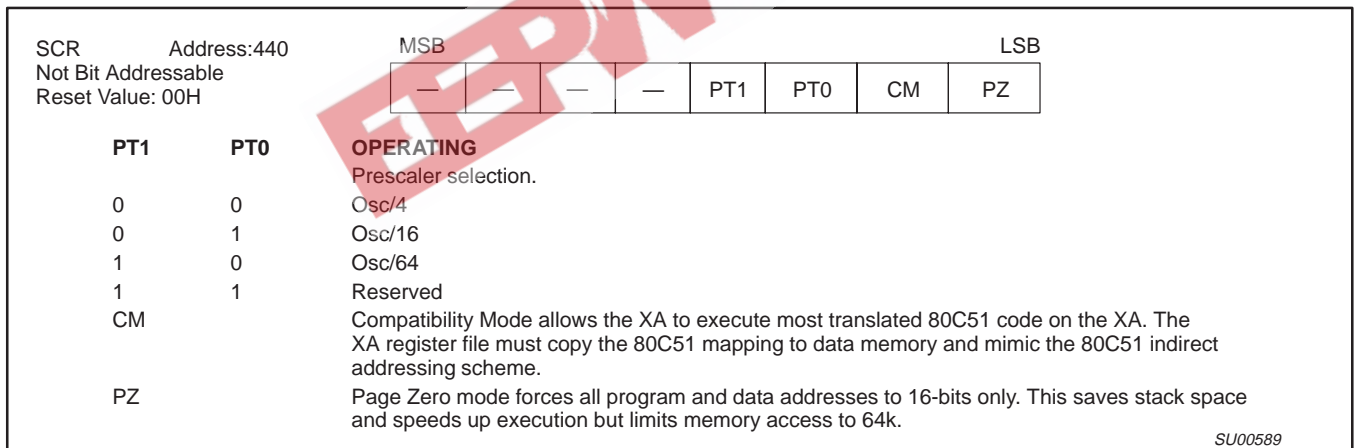 SCR Address:440 MSB LSB
Not Bit Addressable
Reset Value: 00H
— — — — PT1 PT0 CM PZ
PT1 PT0 OPERATING
Prescaler selection.
0 0 Osc/4
0 1 Osc/16
1 0 Osc/64
1 1 Reserved
CM Compatibility Mode allows the XA to execute most translated 80C51 code on the XA. The
XA register file must copy the 80C51 mapping to data memory and mimic the 80C51 indirect
addressing scheme.
PZ Page Zero mode forces all program and data addresses to 16-bits only. This saves stack space
and speeds up execution but limits memory access to 64k.
SU00589